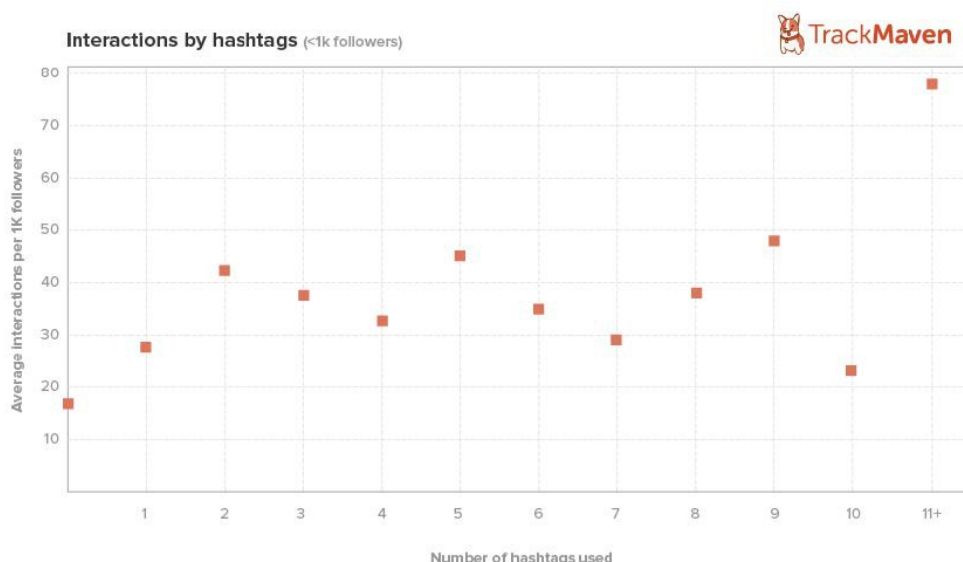 Interactions by hashtags (<1k followers)
TrackMaven
Average interactions per 1K followers
80
70
60
50
40
30
20
10
1 2 3 4 5 6 7 8 9 10 11+
Number of hashtags used